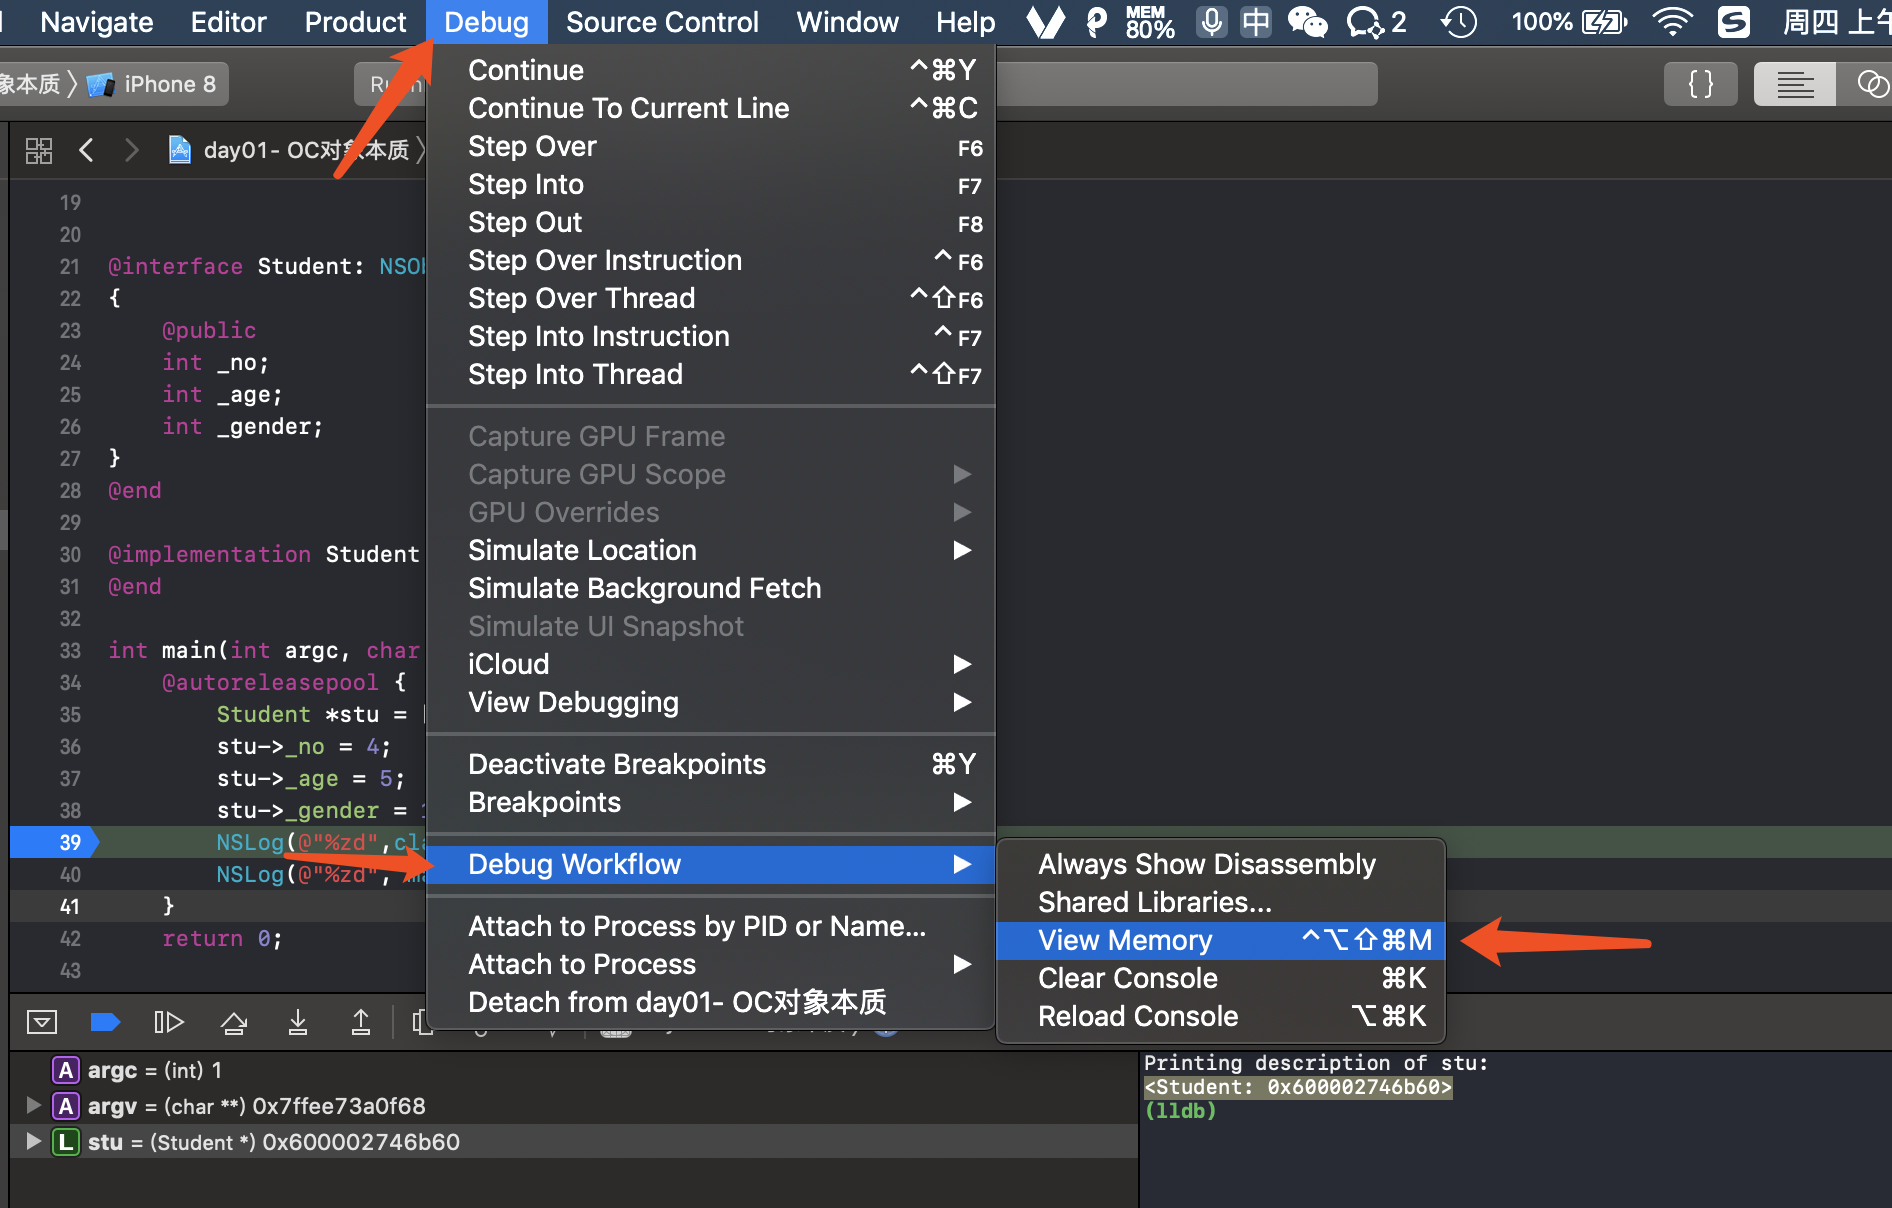 Navigate Editor Product Debug Source Control Window Help MEM 80% 中 2 100% 周四 上午
象本质 〉 iPhone 8
day01- OC对象本质 〉
19
20
21 @interface Student: NSOb
22 {
23 @public
24 int _no;
25 int _age;
26 int _gender;
27 }
28 @end
29
30 @implementation Student
31 @end
32
33 int main(int argc, char
34 @autoreleasepool {
35 Student *stu = [
36 stu->_no = 4;
37 stu->_age = 5;
38 stu->_gender = 1
39 NSLog(@"%zd",cla
40 NSLog(@"%zd",
41 }
42 return 0;
43
Continue ^⌘Y
Continue To Current Line ^⌘C
Step Over F6
Step Into F7
Step Out F8
Step Over Instruction ^F6
Step Over Thread ^⇧F6
Step Into Instruction ^F7
Step Into Thread ^⇧F7
Capture GPU Frame
Capture GPU Scope
GPU Overrides
Simulate Location
Simulate Background Fetch
Simulate UI Snapshot
iCloud
View Debugging
Deactivate Breakpoints ⌘Y
Breakpoints
Debug Workflow
Attach to Process by PID or Name...
Attach to Process
Detach from day01- OC对象本质
Always Show Disassembly
Shared Libraries...
View Memory ^⌥⇧⌘M
Clear Console ⌘K
Reload Console ⌥⌘K
A argc = (int) 1
A argv = (char **) 0x7ffee73a0f68
L stu = (Student *) 0x600002746b60
Printing description of stu:
<Student: 0x600002746b60>
(lldb)